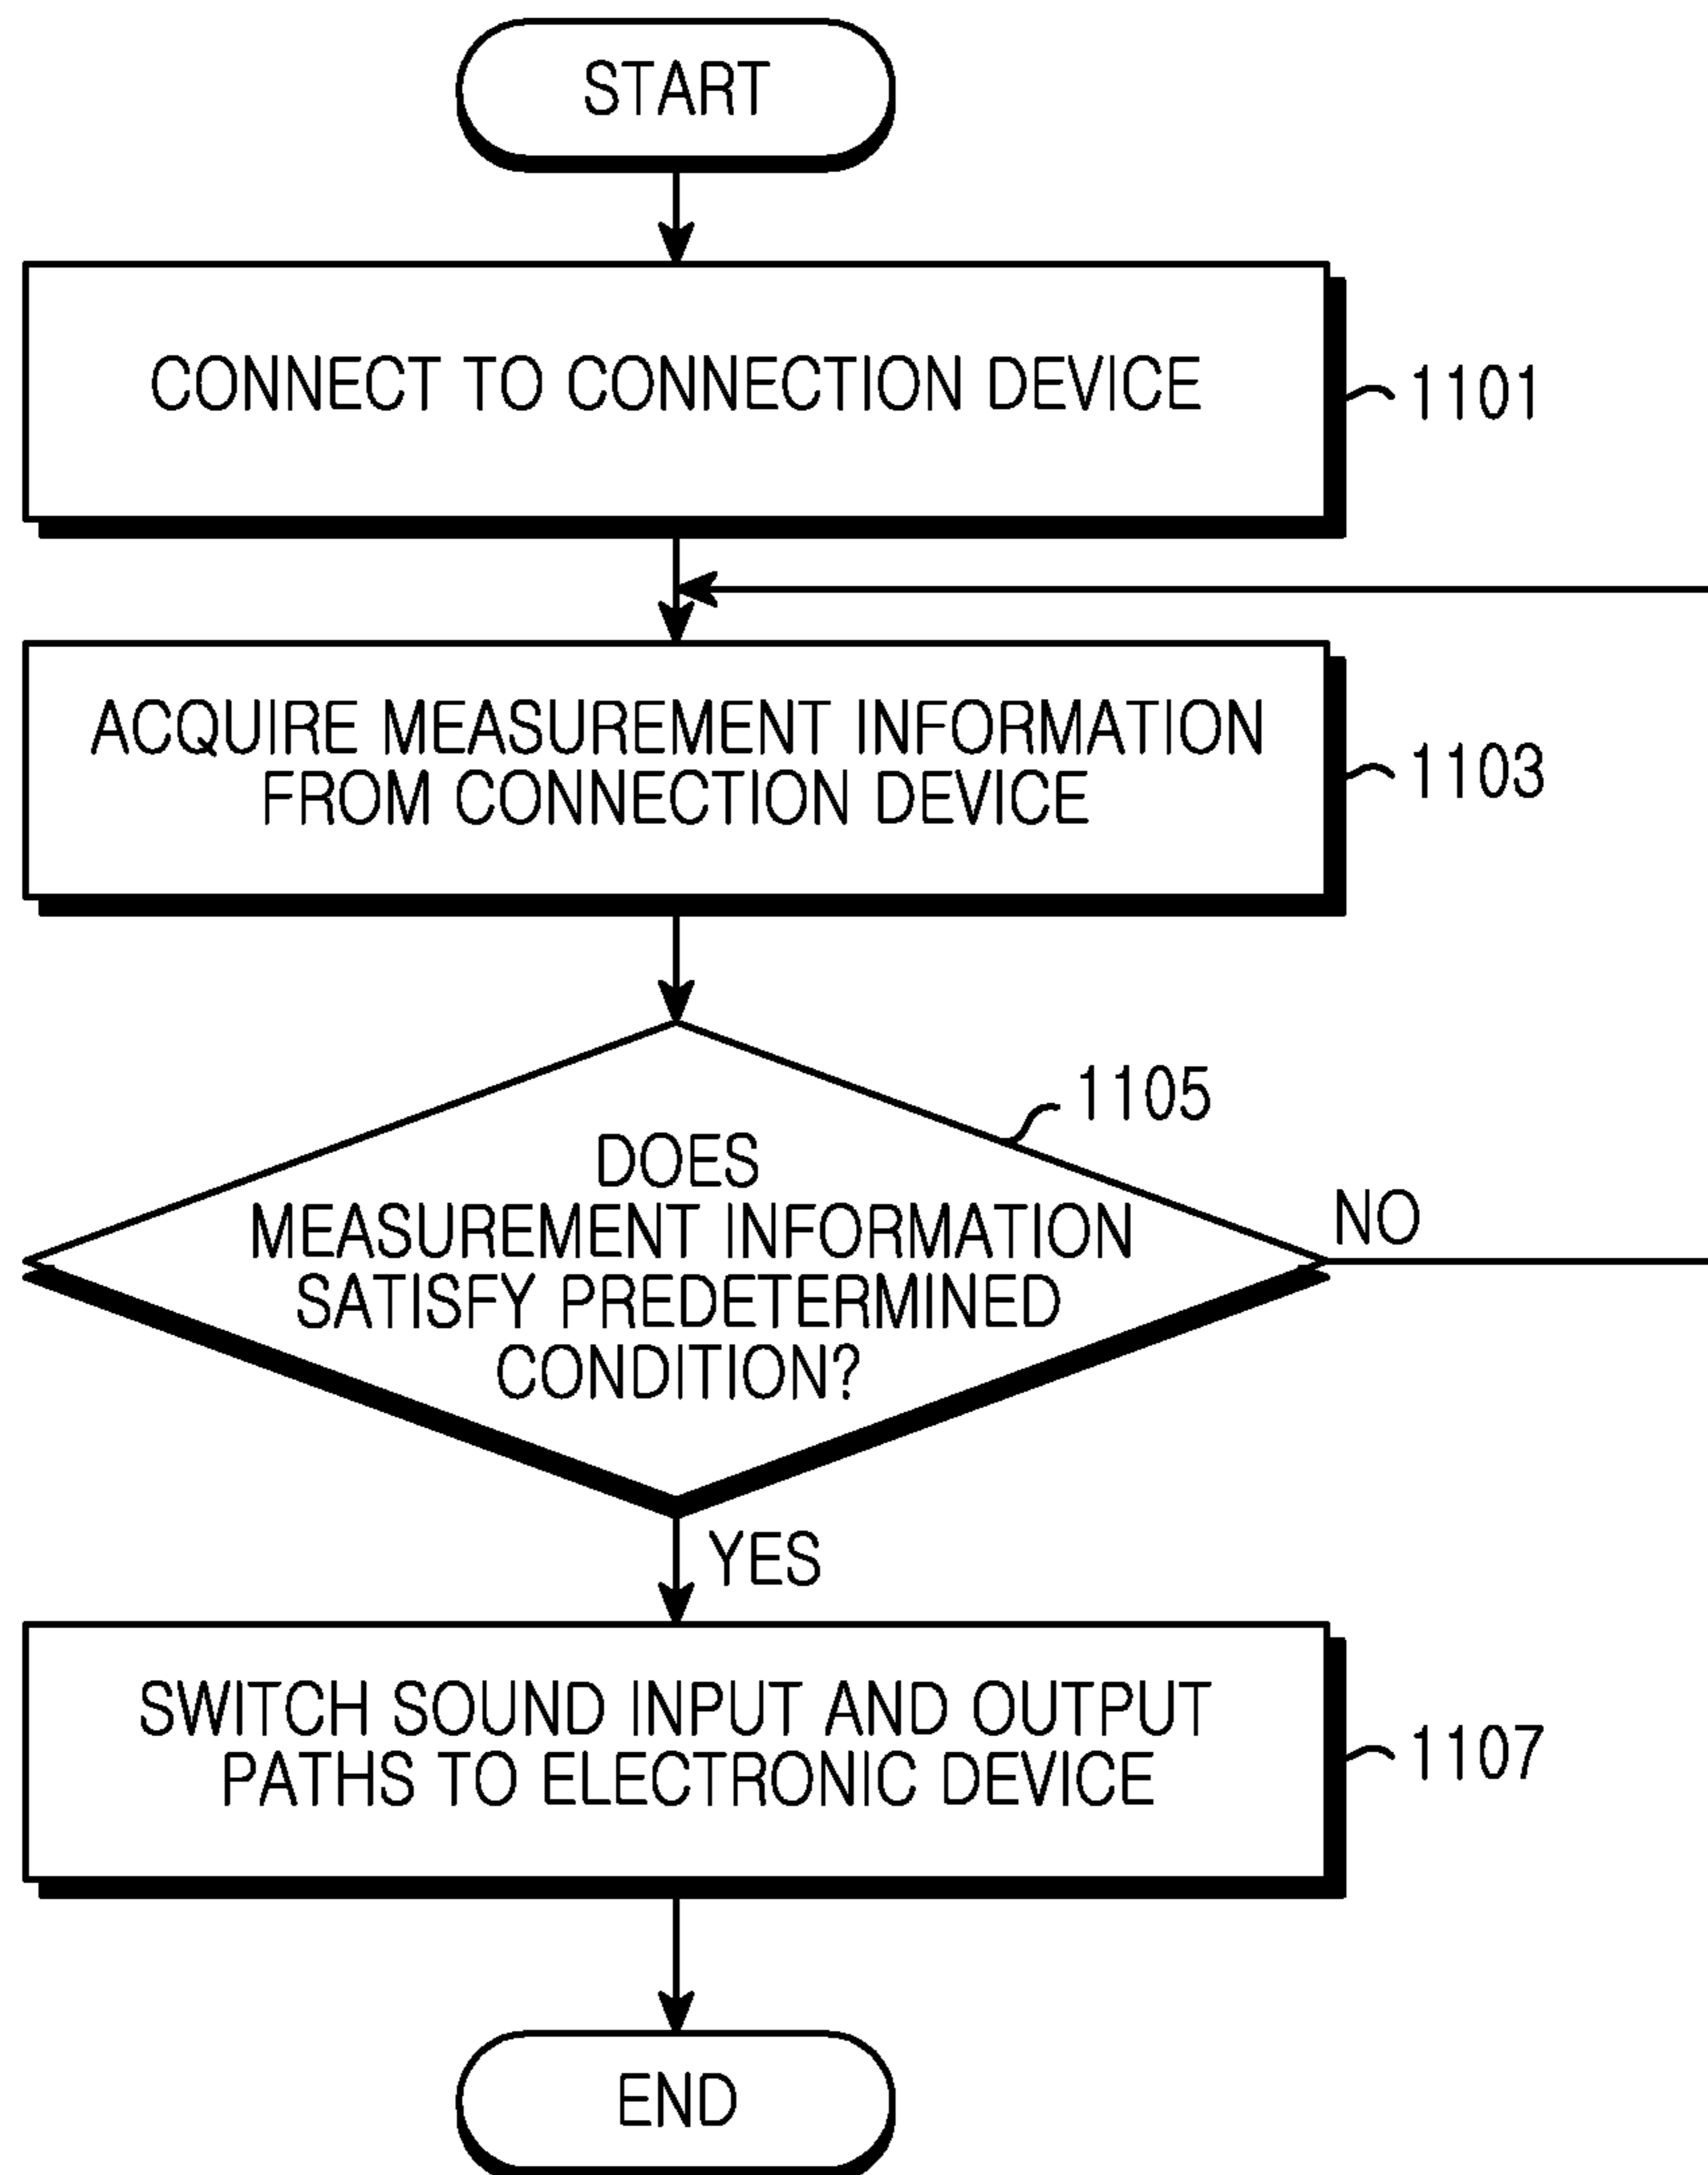 START
CONNECT TO CONNECTION DEVICE
1101
ACQUIRE MEASUREMENT INFORMATION
FROM CONNECTION DEVICE
1103
1105
DOES
MEASUREMENT INFORMATION
SATISFY PREDETERMINED
CONDITION?
NO
YES
SWITCH SOUND INPUT AND OUTPUT
PATHS TO ELECTRONIC DEVICE
1107
END